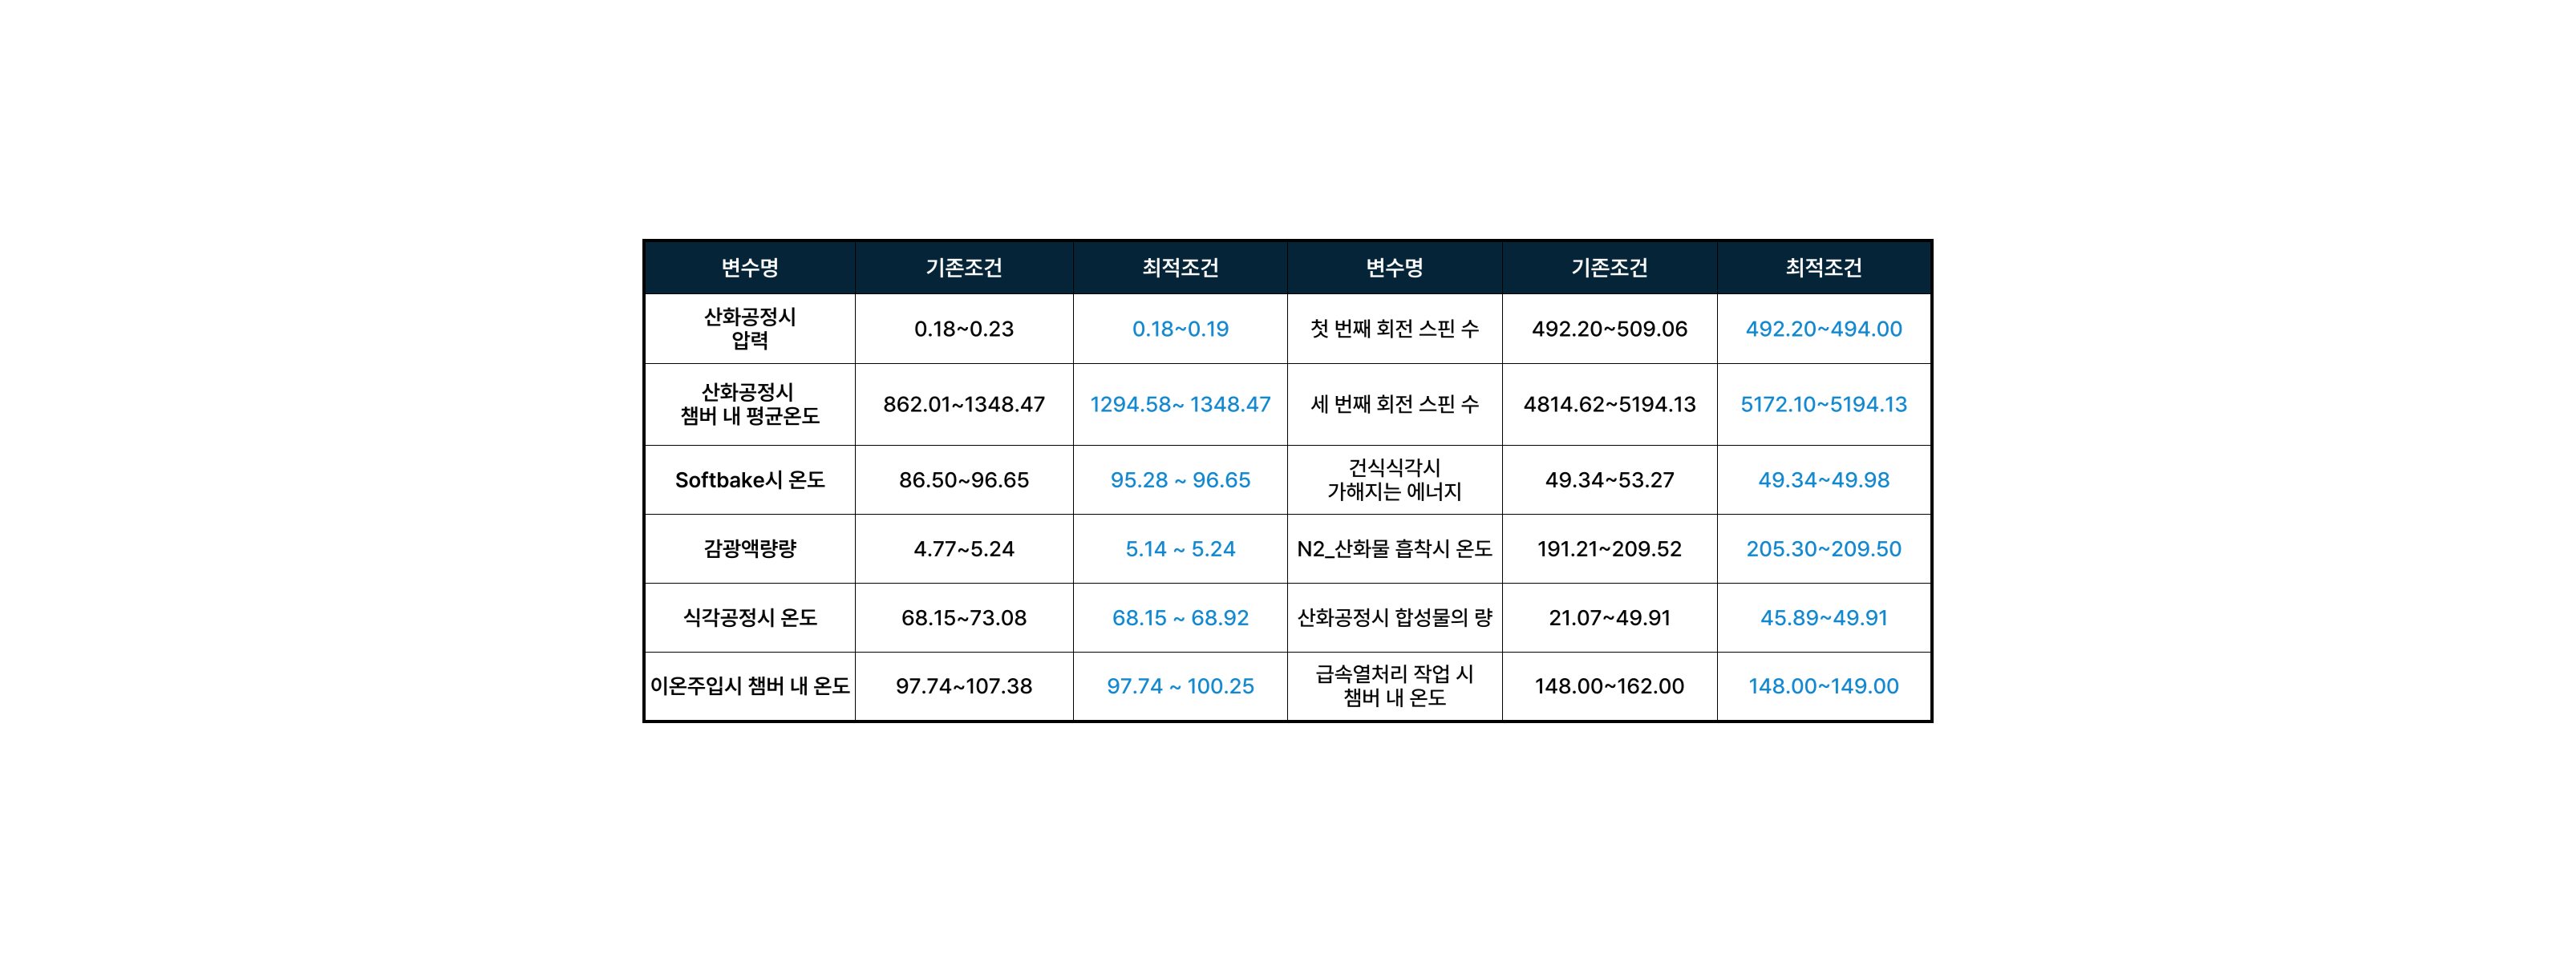 변수명 기존조건 최적조건 변수명 기존조건 최적조건
산화공정시
압력 0.18~0.23 0.18~0.19 첫 번째 회전 스핀 수 492.20~509.06 492.20~494.00
산화공정시
챔버 내 평균온도 862.01~1348.47 1294.58~ 1348.47 세 번째 회전 스핀 수 4814.62~5194.13 5172.10~5194.13
Softbake시 온도 86.50~96.65 95.28 ~ 96.65 건식식각시
가해지는 에너지 49.34~53.27 49.34~49.98
감광액량량 4.77~5.24 5.14 ~ 5.24 N2_산화물 흡착시 온도 191.21~209.52 205.30~209.50
식각공정시 온도 68.15~73.08 68.15 ~ 68.92 산화공정시 합성물의 량 21.07~49.91 45.89~49.91
이온주입시 챔버 내 온도 97.74~107.38 97.74 ~ 100.25 급속열처리 작업 시
챔버 내 온도 148.00~162.00 148.00~149.00